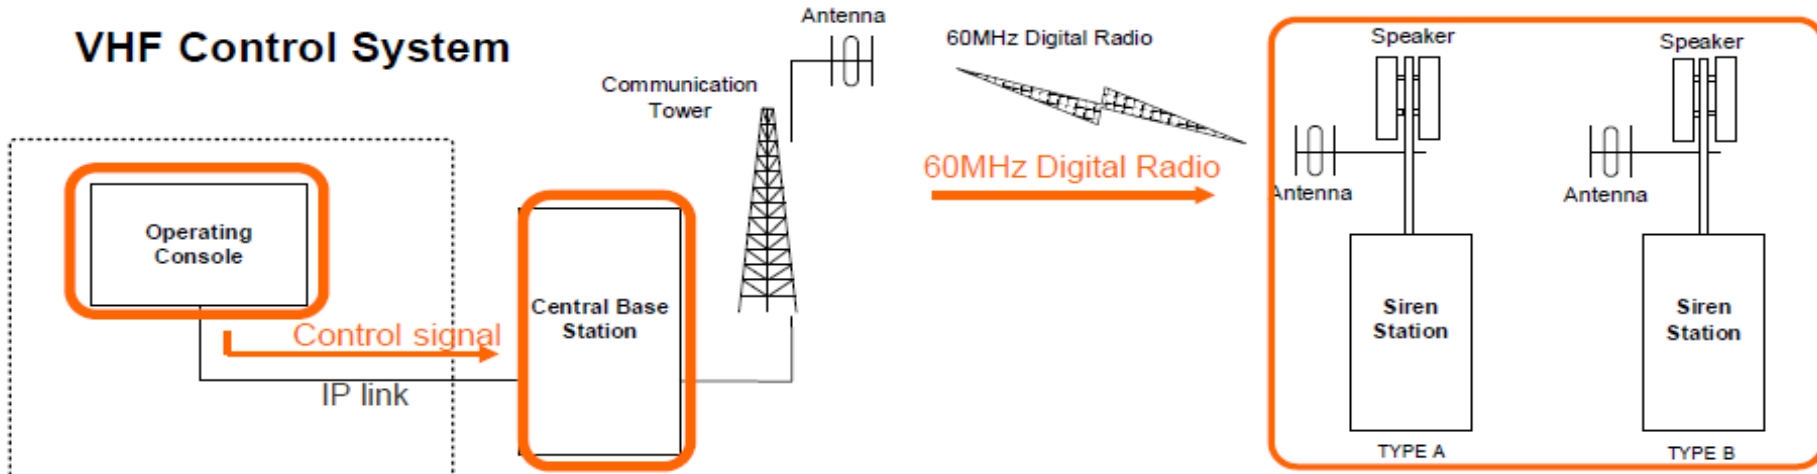 VHF Control System
Antenna
60MHz Digital Radio
Communication
Tower
60MHz Digital Radio
Operating
Console
Control signal
IP link
Central Base
Station
Speaker
Antenna
Siren
Station
TYPE A
Speaker
Antenna
Siren
Station
TYPE B